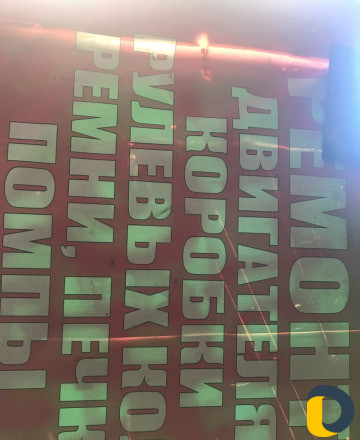 РЕМОНТ
ДВИГАТЕЛЯ
КОРОБКИ
РУЛЕВЫХ КО
РЕМНИ, ПЕЧК
ПОМПЫ